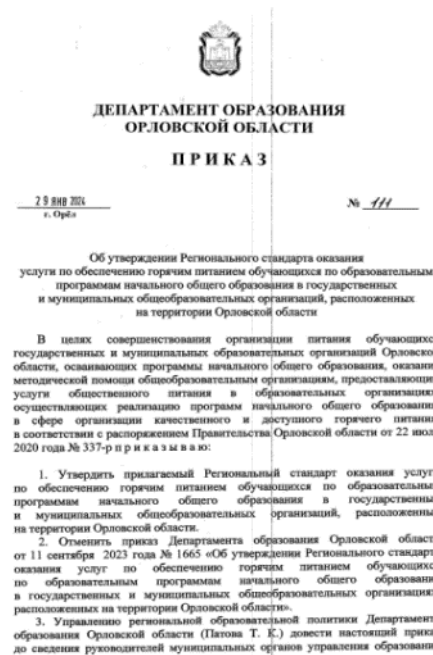 ДЕПАРТАМЕНТ ОБРАЗОВАНИЯ
ОРЛОВСКОЙ ОБЛАСТИ
ПРИКАЗ
29 ЯНВ 2024
№ 111
г. Орёл
Об утверждении Регионального стандарта оказания
услуги по обеспечению горячим питанием обучающихся по образовательным
программам начального общего образования в государственных
и муниципальных общеобразовательных организаций, расположенных
на территории Орловской области
В целях совершенствования организации питания обучающихс
государственных и муниципальных образовательных организаций Орловско
области, осваивающих программы начального общего образования, оказани
методической помощи общеобразовательным организациям, предоставляющи
услуги общественного питания в образовательных организациях
осуществляющих реализацию программ начального общего образовани
в сфере организации качественного и доступного горячего питани
в соответствии с распоряжением Правительства Орловской области от 22 июл
2020 года № 337-р п р и к а з ы в а ю:
1. Утвердить прилагаемый Региональный стандарт оказания услуг
по обеспечению горячим питанием обучающихся по образовательны
программам начального общего образования в государственны
и муниципальных общеобразовательных организаций, расположенны
на территории Орловской области.
2. Отменить приказ Департамента образования Орловской област
от 11 сентября 2023 года № 1665 «Об утверждении Регионального стандарт
оказания услуг по обеспечению горячим питанием обучающихс
по образовательным программам начального общего образовани
в государственных и муниципальных общеобразовательных организациях
расположенных на территории Орловской области».
3. Управлению региональной образовательной политики Департамент
образования Орловской области (Патова Т. К.) довести настоящий прика
до сведения руководителей муниципальных органов управления образовани